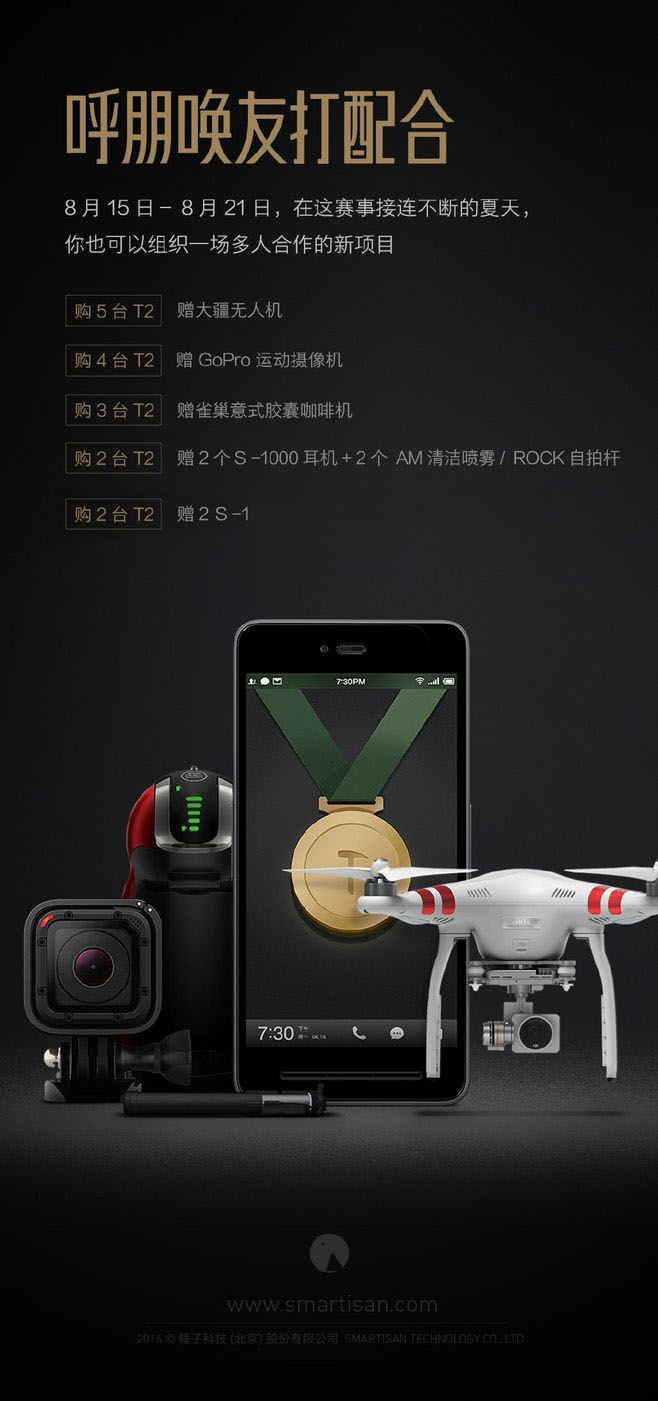 呼朋唤友打配合
8 月 15 日 – 8 月 21 日，在这赛事接连不断的夏天，
你也可以组织一场多人合作的新项目
购 5 台 T2 赠大疆无人机
购 4 台 T2 赠 GoPro 运动摄像机
购 3 台 T2 赠雀巢意式胶囊咖啡机
购 2 台 T2 赠 2 个 S –1000 耳机 + 2 个 AM 清洁喷雾 / ROCK 自拍杆
购 2 台 T2 赠 2 S –1
7:30PM
T
7:30 下午
周一 08.15
www.smartisan.com
2016 © 锤子科技 (北京) 股份有限公司 SMARTISAN TECHNOLOGY CO., LTD